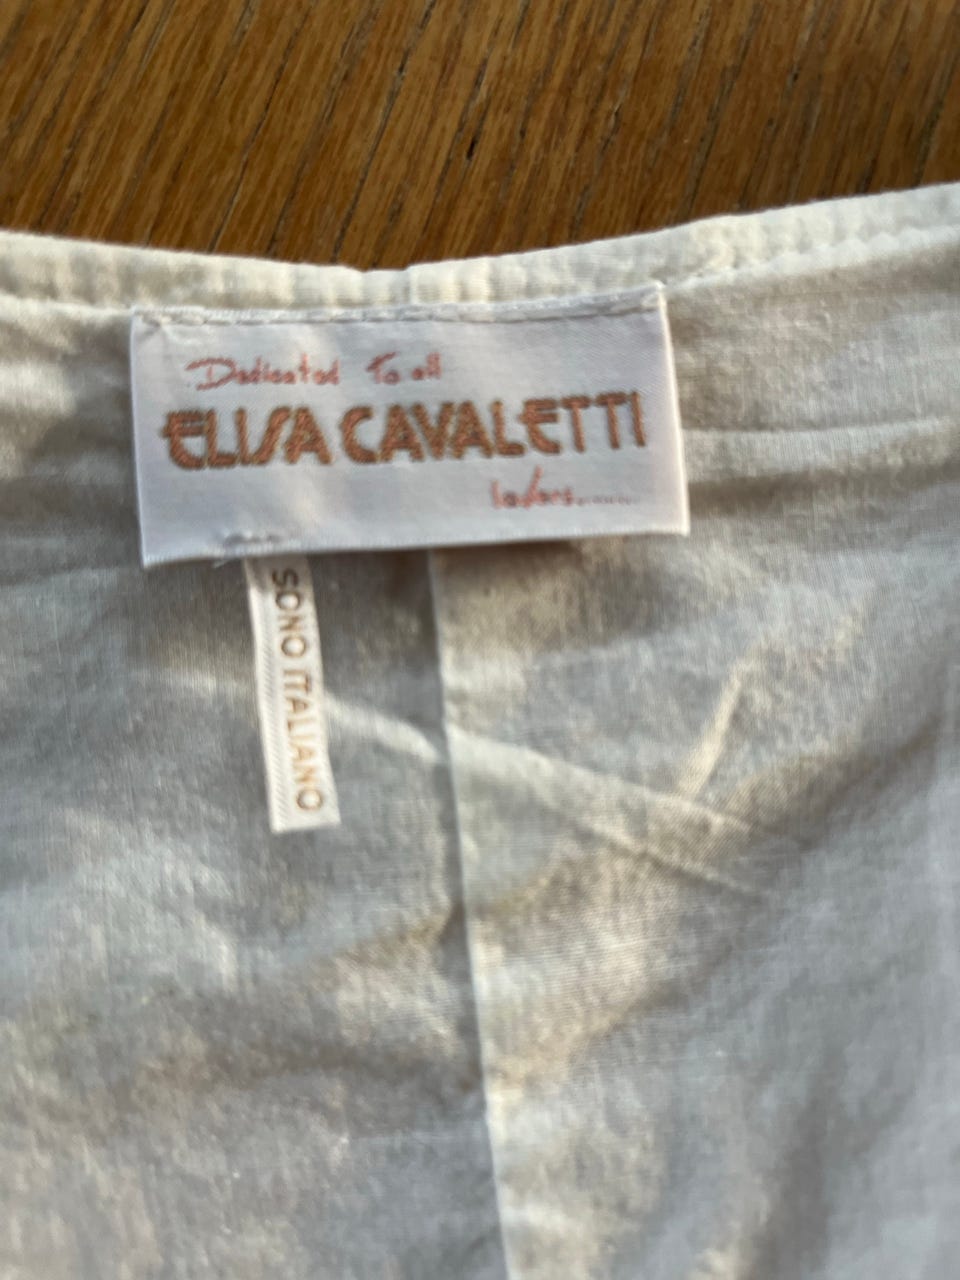 Dedicated To all
ELISA CAVALETTI
lovers.......
SONO ITALIANO